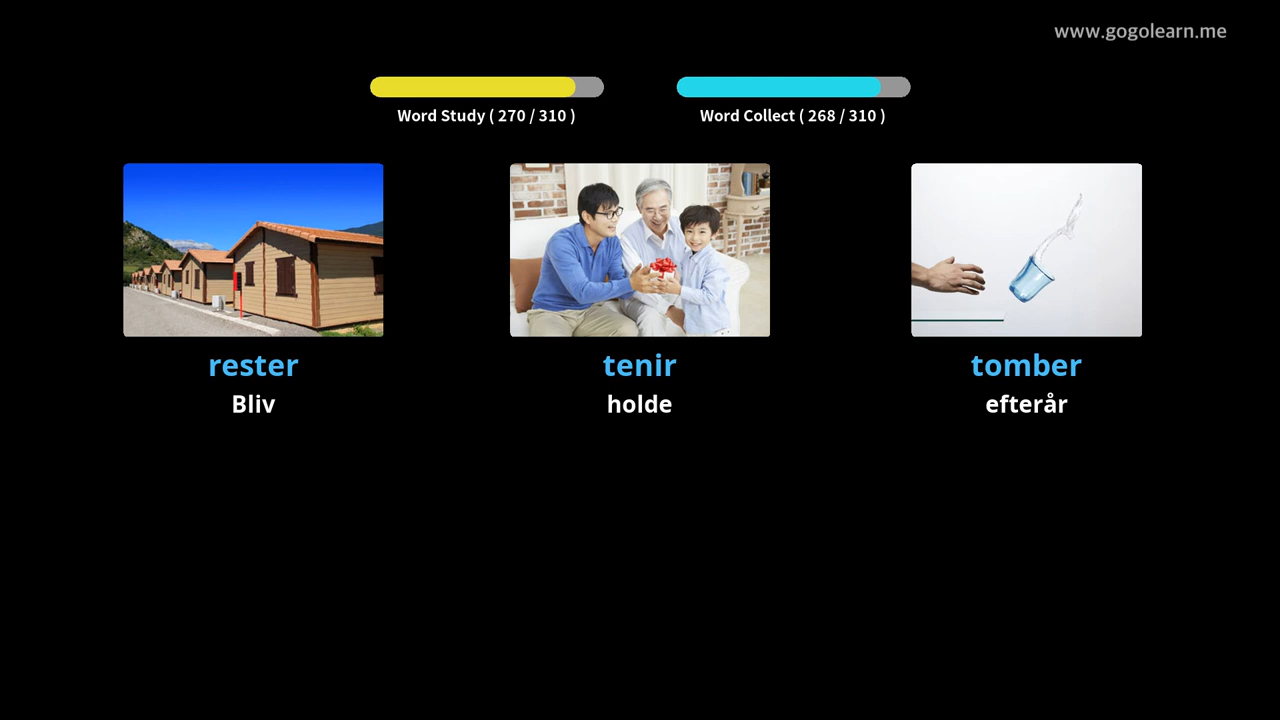 www.gogolearn.me
Word Study ( 270 / 310 )
Word Collect ( 268 / 310 )
rester
Bliv
tenir
holde
tomber
efterår